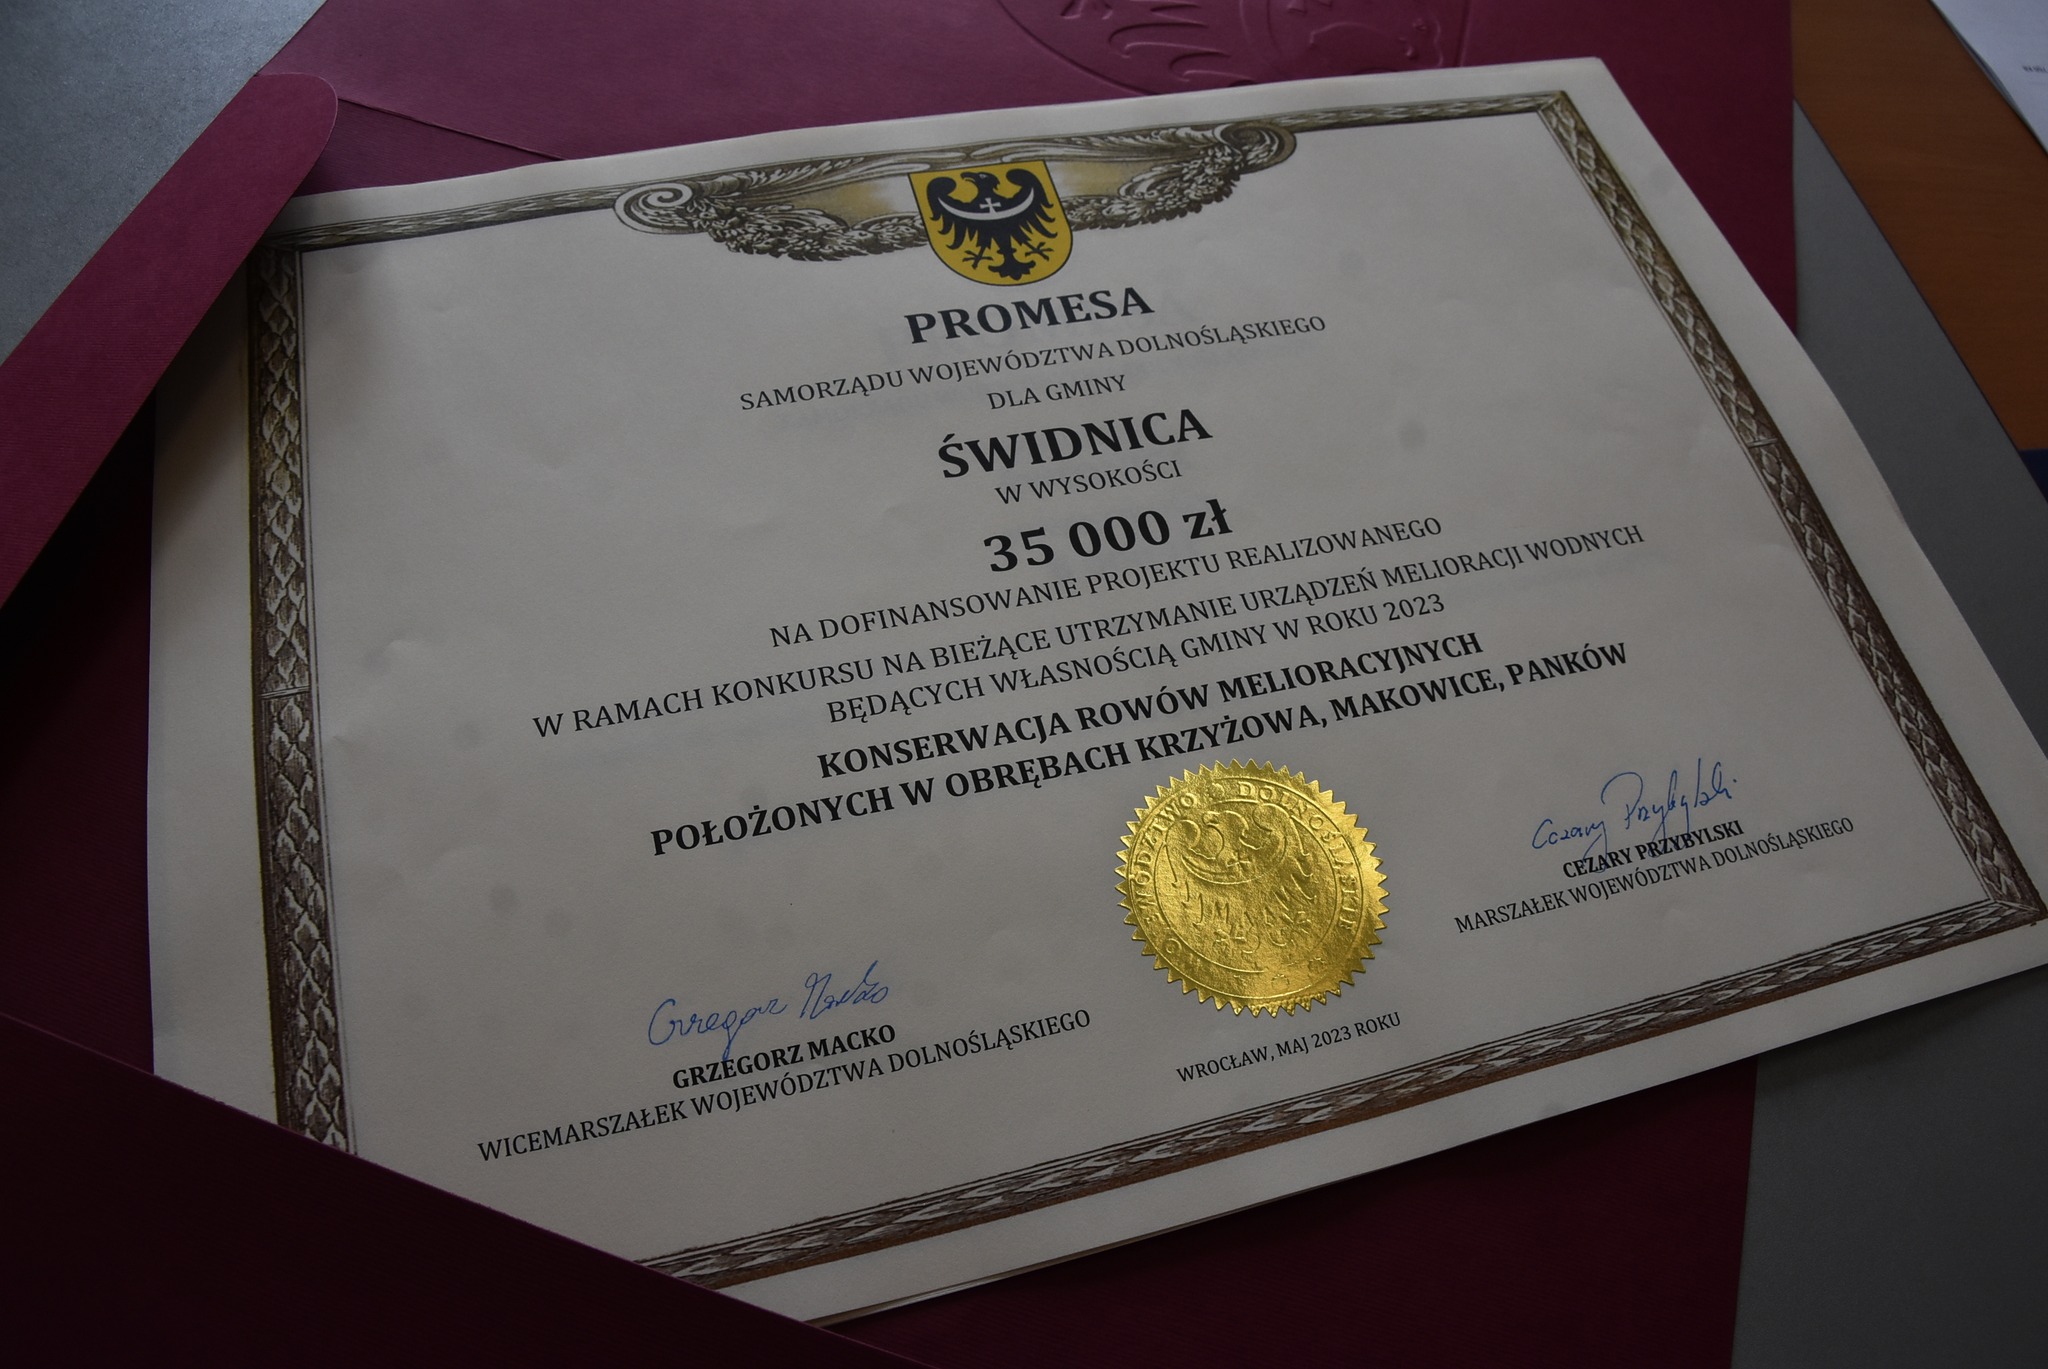 PROMESA
SAMORZĄDU WOJEWÓDZTWA DOLNOŚLĄSKIEGO
DLA GMINY
ŚWIDNICA
W WYSOKOŚCI
35 000 zł
NA DOFINANSOWANIE PROJEKTU REALIZOWANEGO
W RAMACH KONKURSU NA BIEŻĄCE UTRZYMANIE URZĄDZEŃ MELIORACJI WODNYCH
BĘDĄCYCH WŁASNOŚCIĄ GMINY W ROKU 2023
KONSERWACJA ROWÓW MELIORACYJNYCH
POŁOŻONYCH W OBRĘBACH KRZYŻOWA, MAKOWICE, PANKÓW
Cezary Przybylski
CEZARY PRZYBYLSKI
MARSZAŁEK WOJEWÓDZTWA DOLNOŚLĄSKIEGO
WOJEWÓDZTWO DOLNOŚLĄSKIE
Grzegorz Macko
GRZEGORZ MACKO
WICEMARSZAŁEK WOJEWÓDZTWA DOLNOŚLĄSKIEGO
WROCŁAW, MAJ 2023 ROKU